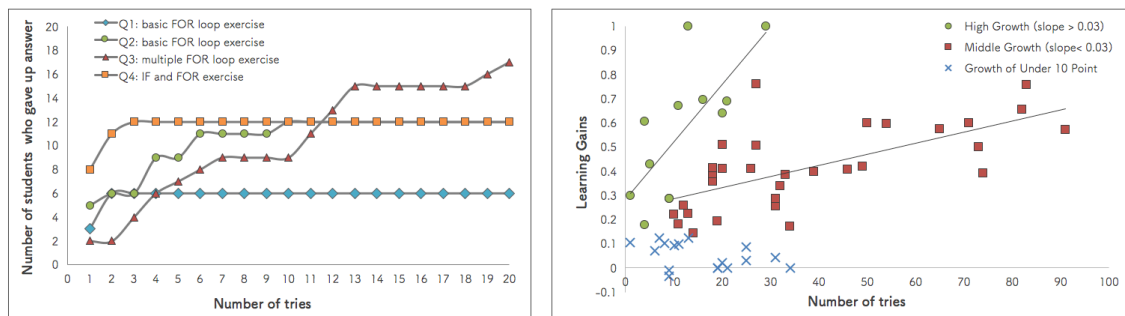 Number of students who gave up answer
20
18
16
14
12
10
8
6
4
2
0
Q1: basic FOR loop exercise
Q2: basic FOR loop exercise
Q3: multiple FOR loop exercise
Q4: IF and FOR exercise
0 1 2 3 4 5 6 7 8 9 10 11 12 13 14 15 16 17 18 19 20
Number of tries
Learning Gains
1
0.9
0.8
0.7
0.6
0.5
0.4
0.3
0.2
0.1
0
-0.1
High Growth (slope > 0.03)
Middle Growth (slope< 0.03)
Growth of Under 10 Point
0 10 20 30 40 50 60 70 80 90 100
Number of tries